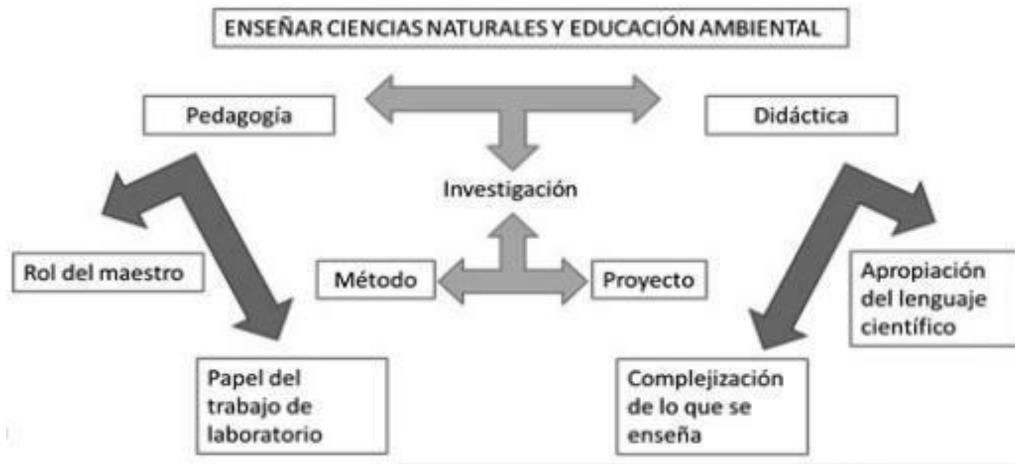 ENSEÑAR CIENCIAS NATURALES Y EDUCACIÓN AMBIENTAL
Pedagogía
Didáctica
Investigación
Rol del maestro
Método
Proyecto
Apropiación
del lenguaje
científico
Papel del
trabajo de
laboratorio
Complejización
de lo que se
enseña